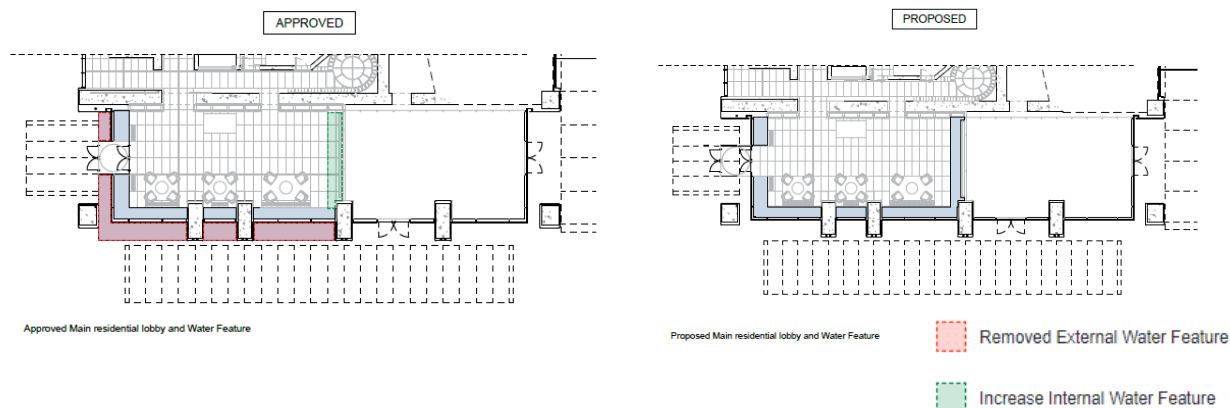 APPROVED
PROPOSED
Approved Main residential lobby and Water Feature
Proposed Main residential lobby and Water Feature
Removed External Water Feature
Increase Internal Water Feature